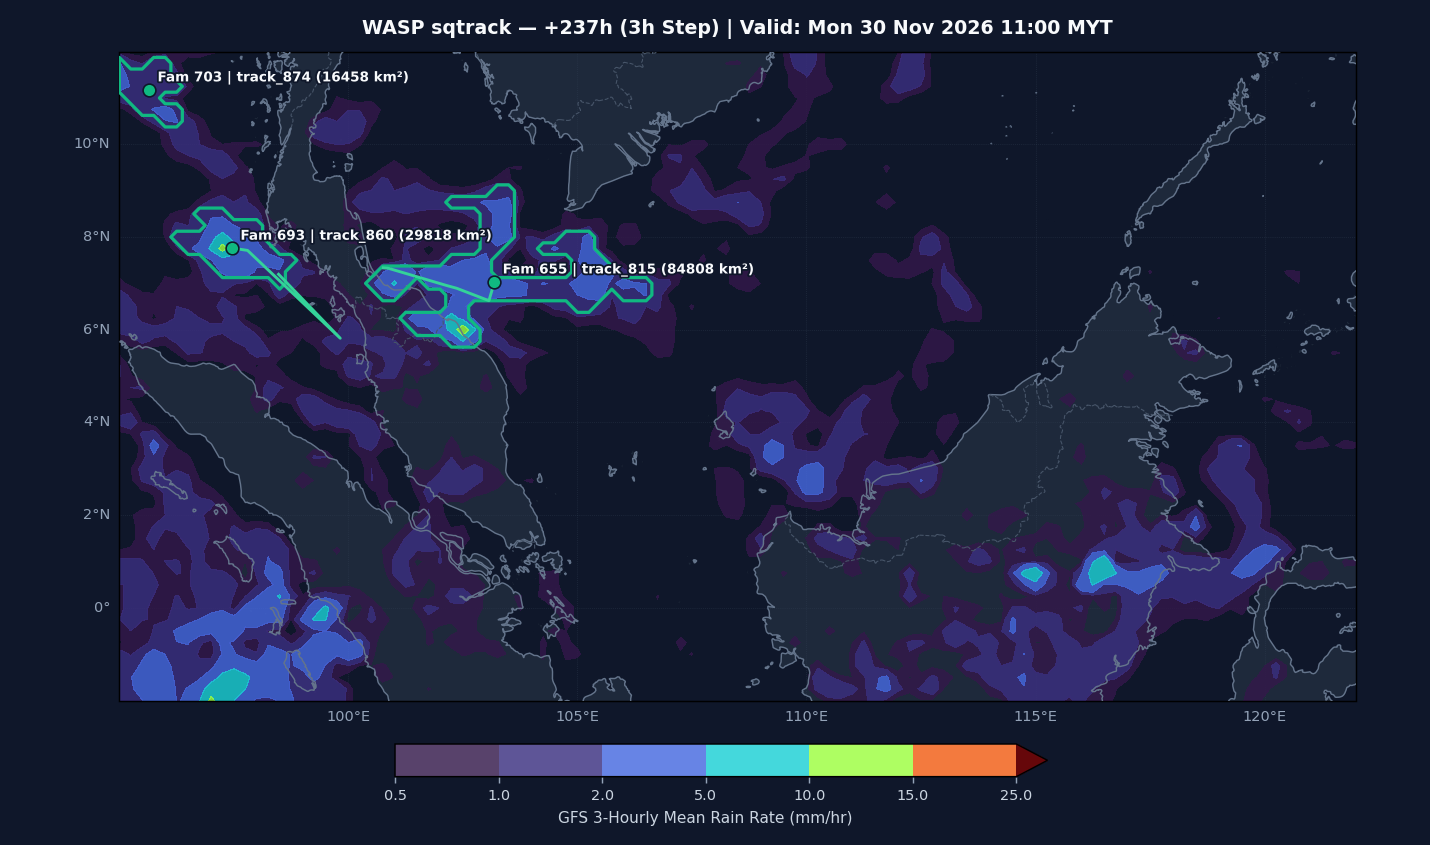 WASP sqtrack — +237h (3h Step) | Valid: Mon 30 Nov 2026 11:00 MYT
Fam 703 | track_874 (16458 km²)
Fam 693 | track_860 (29818 km²)
Fam 655 | track_815 (84808 km²)
10°N
8°N
6°N
4°N
2°N
0°
100°E 105°E 110°E 115°E 120°E
0.5 1.0 2.0 5.0 10.0 15.0 25.0
GFS 3-Hourly Mean Rain Rate (mm/hr)